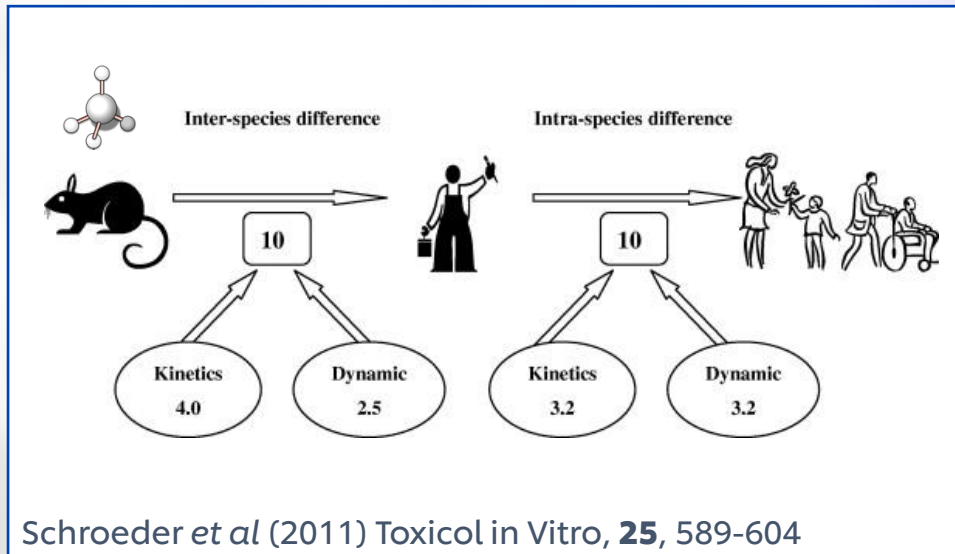 Inter-species difference
Intra-species difference
10
10
Kinetics
4.0
Dynamic
2.5
Kinetics
3.2
Dynamic
3.2
Schroeder et al (2011) Toxicol in Vitro, 25, 589-604